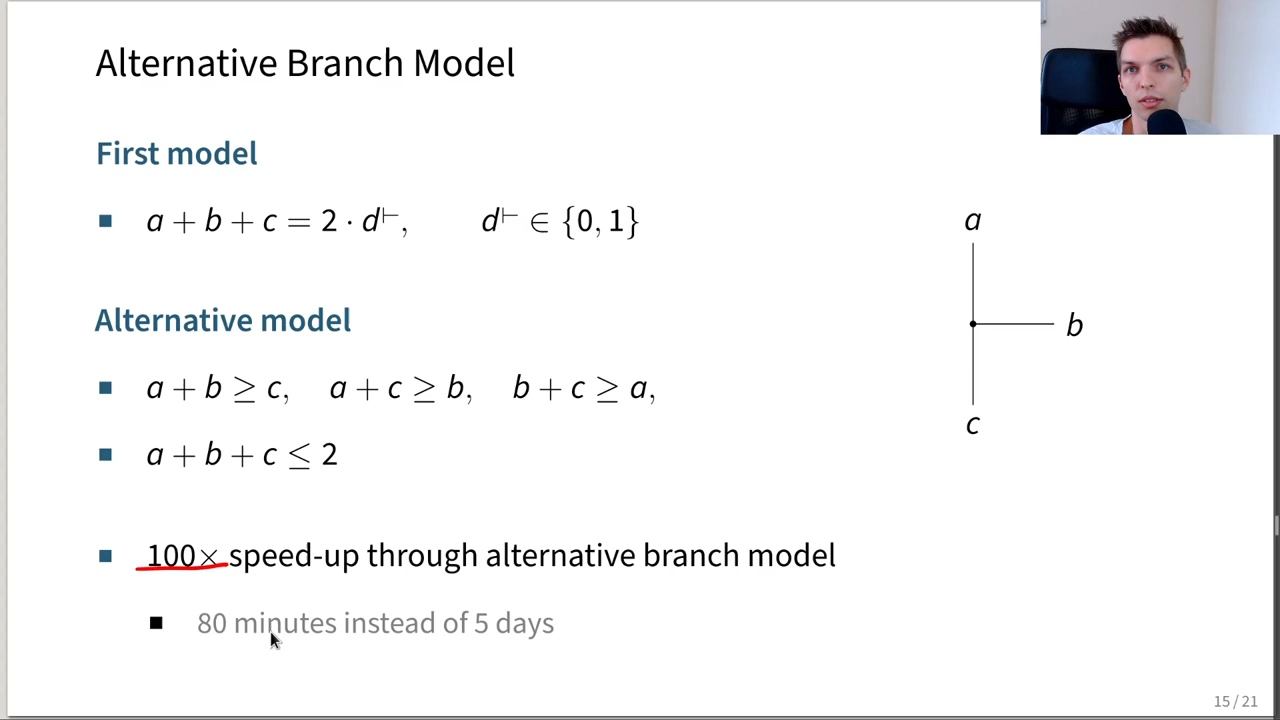 Alternative Branch Model
First model
a + b + c = 2 · d⊢, d⊢ ∈ {0, 1}
Alternative model
a + b ≥ c, a + c ≥ b, b + c ≥ a,
a + b + c ≤ 2
100× speed-up through alternative branch model
80 minutes instead of 5 days
a
b
c
15 / 21